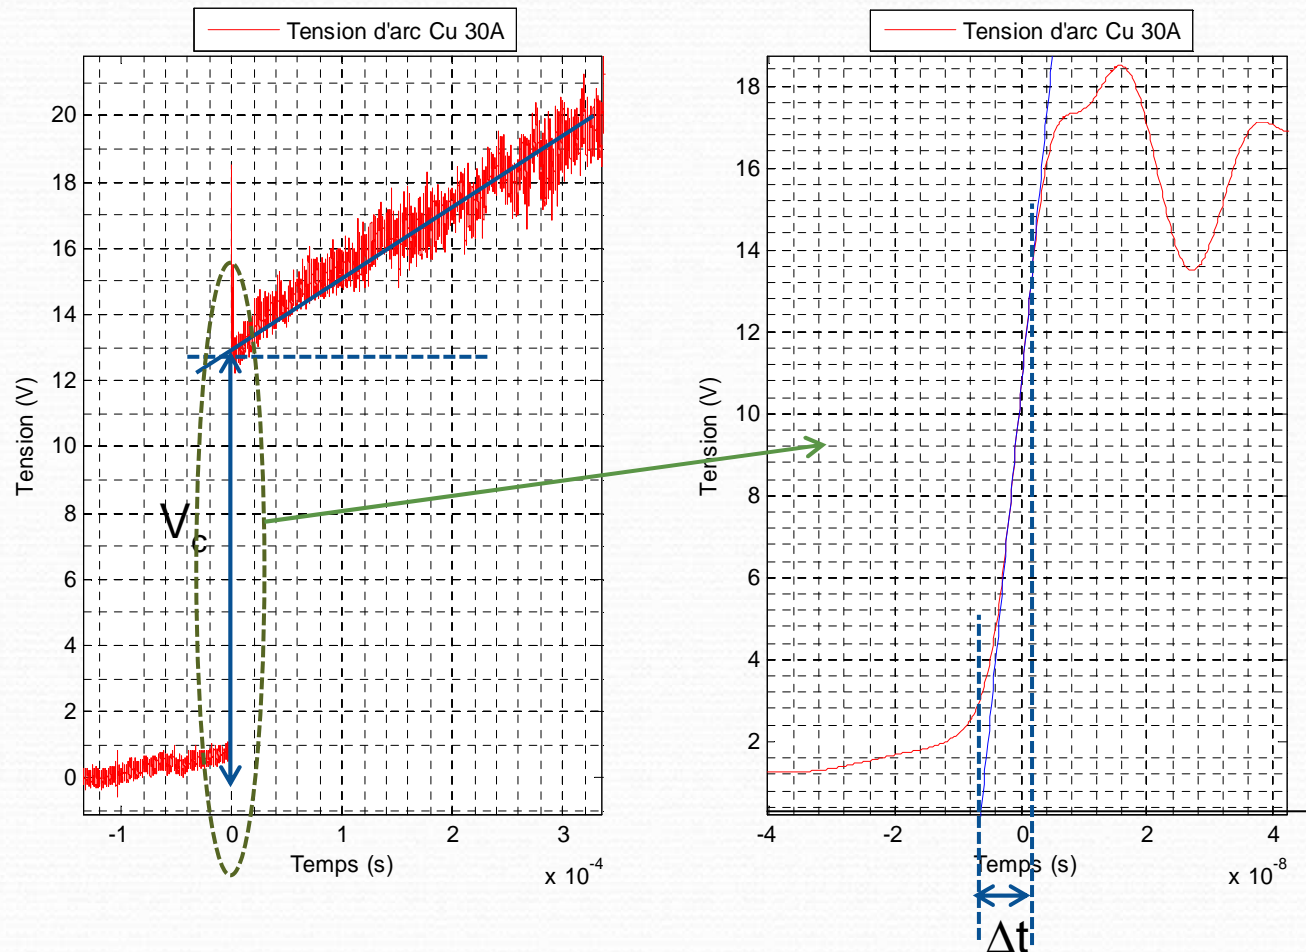 Tension d'arc Cu 30A
20
18
16
14
12
10
8
6
4
2
0
Tension (V)
V c
-1 0 1 2 3
Temps (s)
x 10-4
Tension d'arc Cu 30A
18
16
14
12
10
8
6
4
2
Tension (V)
-4 -2 0 2 4
Temps (s)
x 10-8
Δt